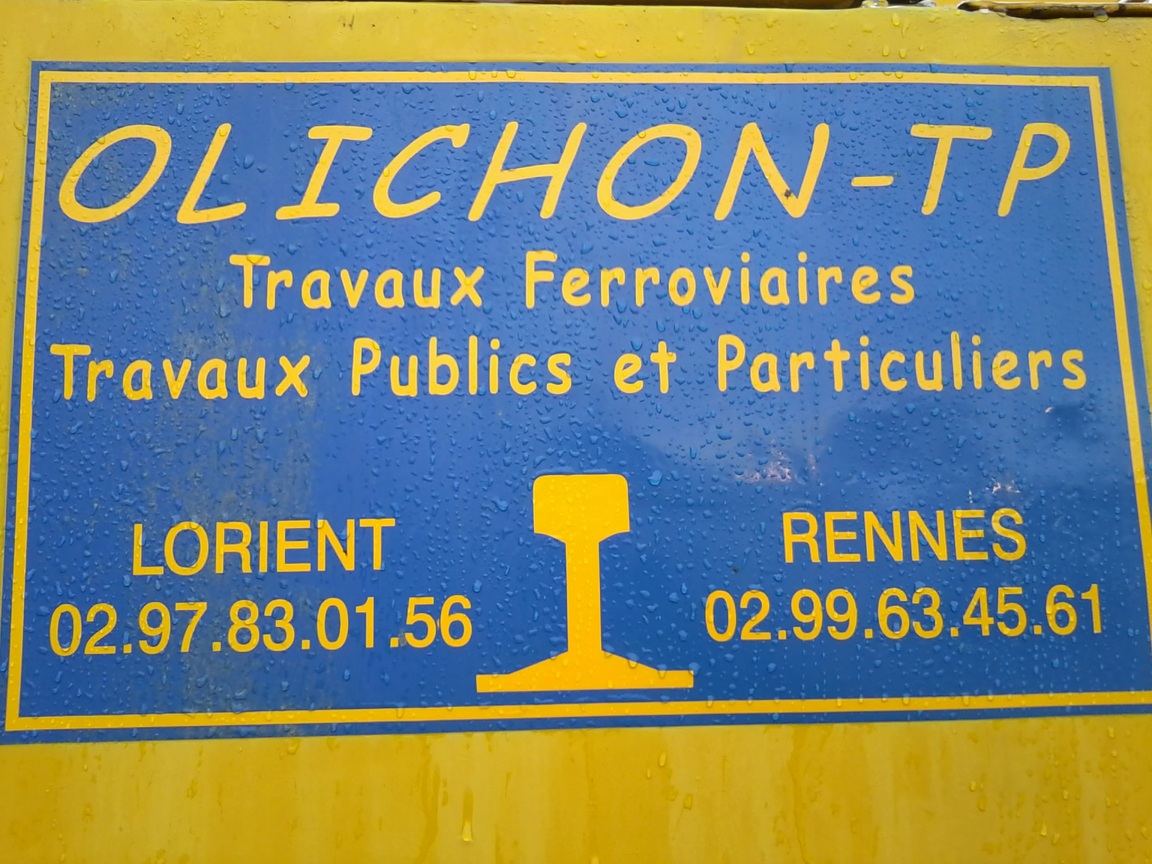 OLICHON-TP
Travaux Ferroviaires
Travaux Publics et Particuliers
LORIENT
02.97.83.01.56
RENNES
02.99.63.45.61